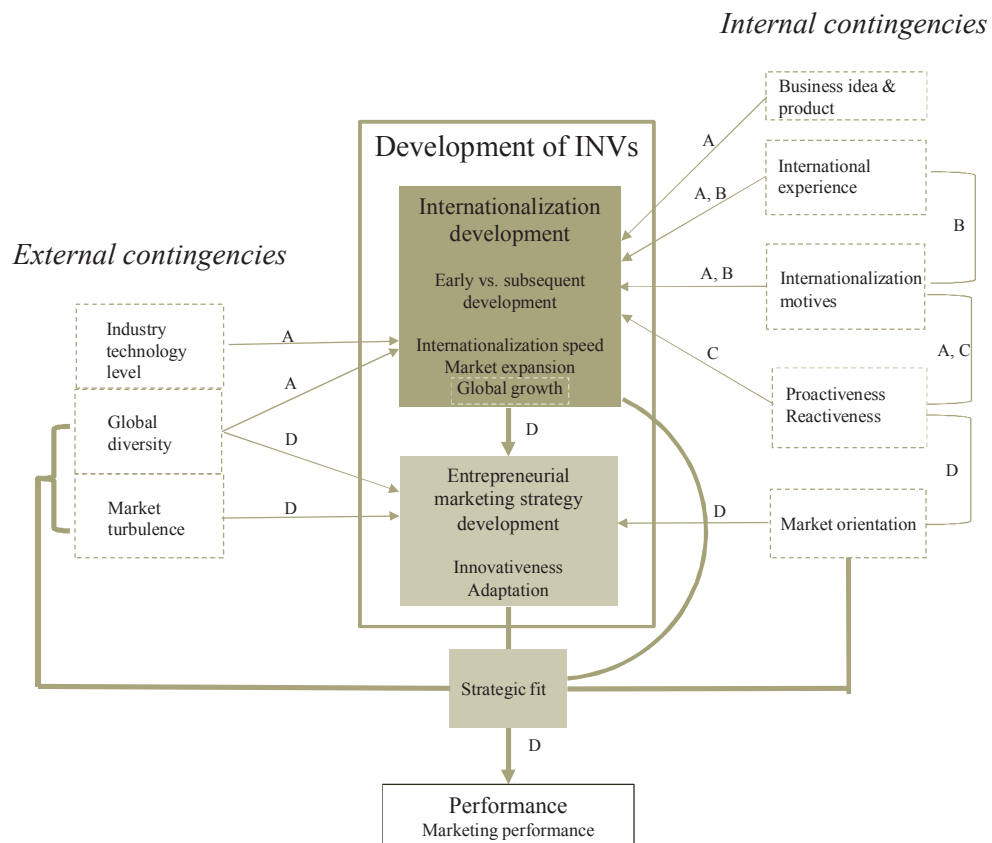 Internal contingencies
Business idea &
product
A
Development of INVs
International
experience
A, B
B
Internationalization
development
External contingencies
Early vs. subsequent
development
A, B
Internationalization
motives
Industry
technology
level
A
Internationalization speed
Market expansion
Global growth
C
A, C
A
Proactiveness
Reactiveness
Global
diversity
D
D
Entrepreneurial
marketing strategy
development
D
Market
turbulence
D
D
Market orientation
Innovativeness
Adaptation
Strategic fit
D
Performance
Marketing performance